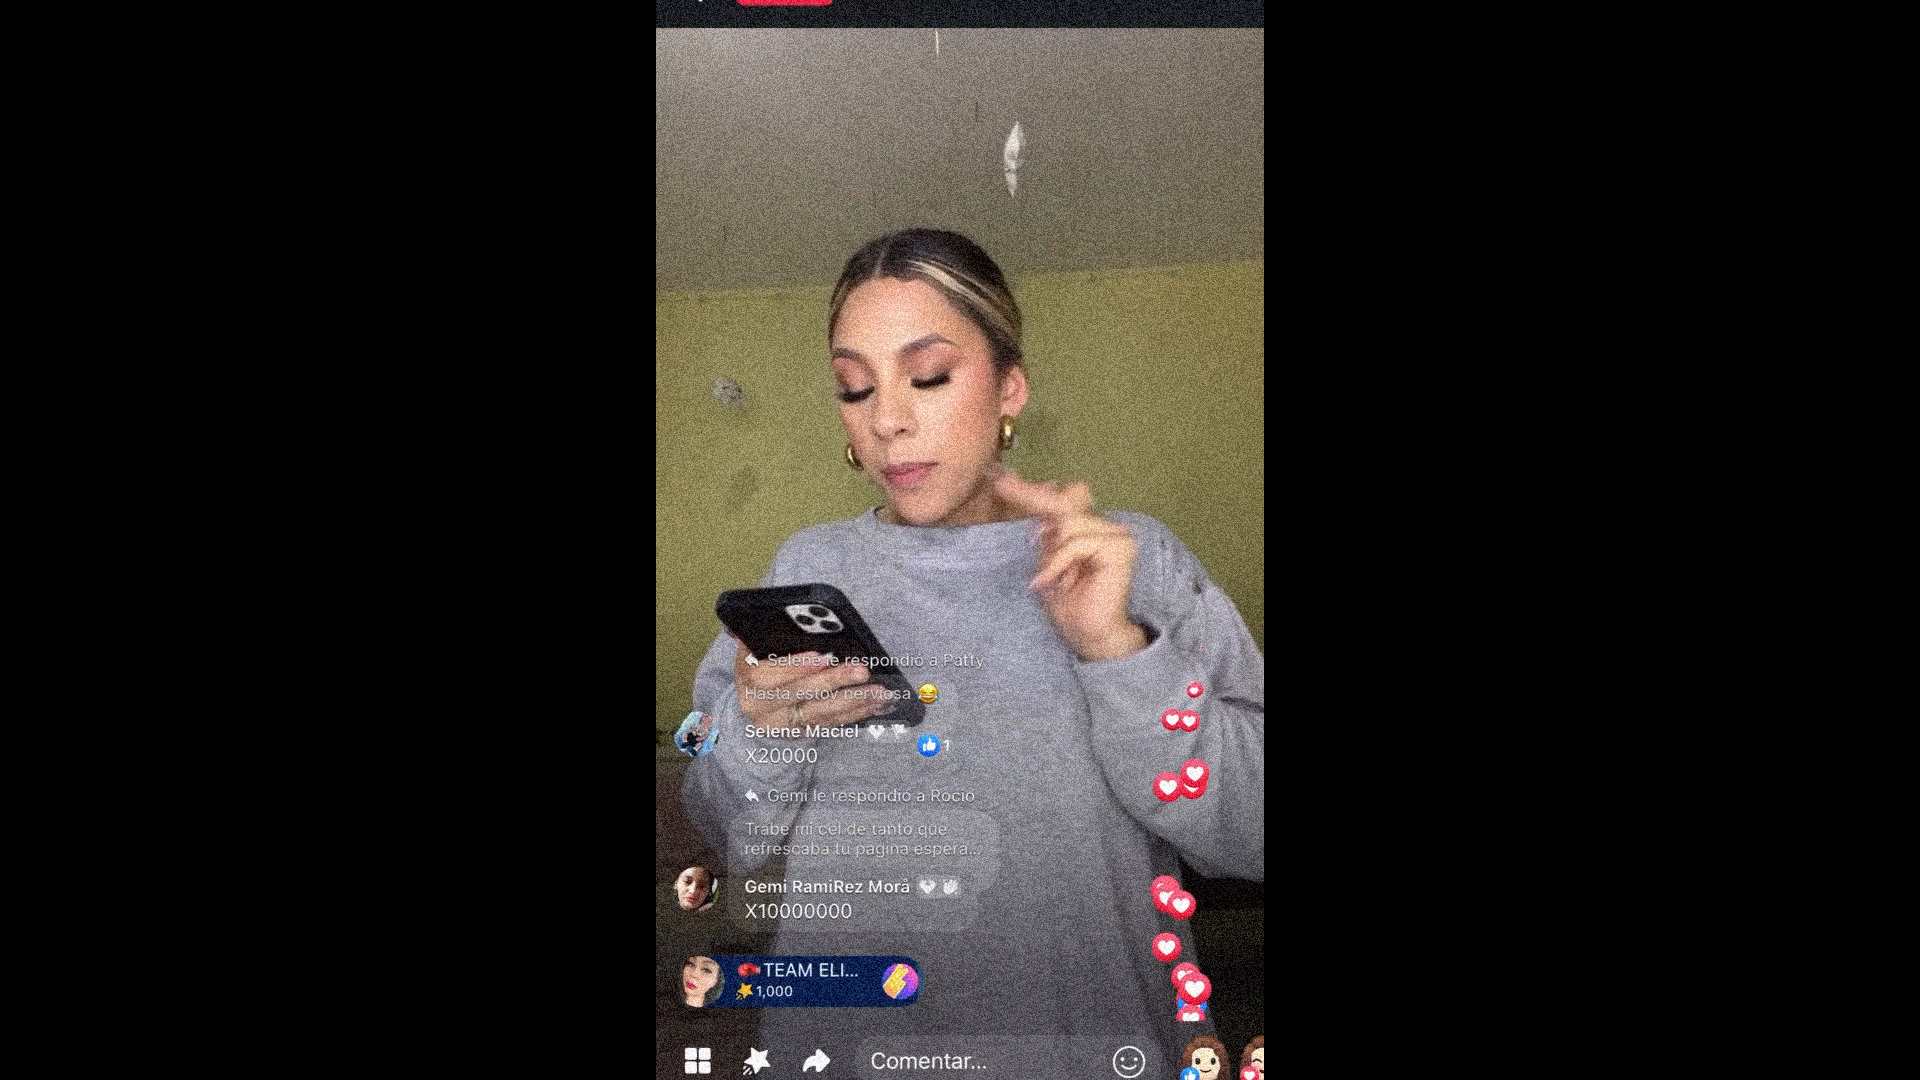 Selene le respondió a Patty
Hasta estoy nerviosa 😂
Selene Maciel
1
X20000
Gemi le respondió a Rocio
Trabe mi cel de tanto que
refrescaba tu pagina espera...
Gemi RamiRez Morà
X10000000
TEAM ELI...
1,000
Comentar...